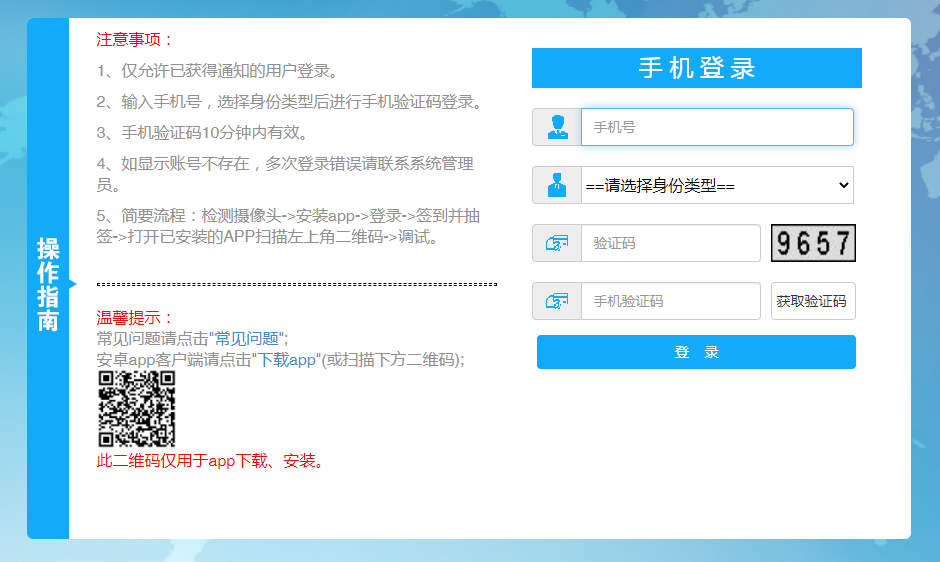 操作指南
注意事项：
1、仅允许已获得通知的用户登录。
2、输入手机号，选择身份类型后进行手机验证码登录。
3、手机验证码10分钟内有效。
4、如显示账号不存在，多次登录错误请联系系统管理
员。
5、简要流程：检测摄像头->安装app->登录->签到并抽
签->打开已安装的APP扫描左上角二维码->调试。
温馨提示：
常见问题请点击"常见问题";
安卓app客户端请点击"下载app"(或扫描下方二维码);
此二维码仅用于app下载、安装。
手机登录
手机号
==请选择身份类型==
验证码
9657
手机验证码
获取验证码
登 录